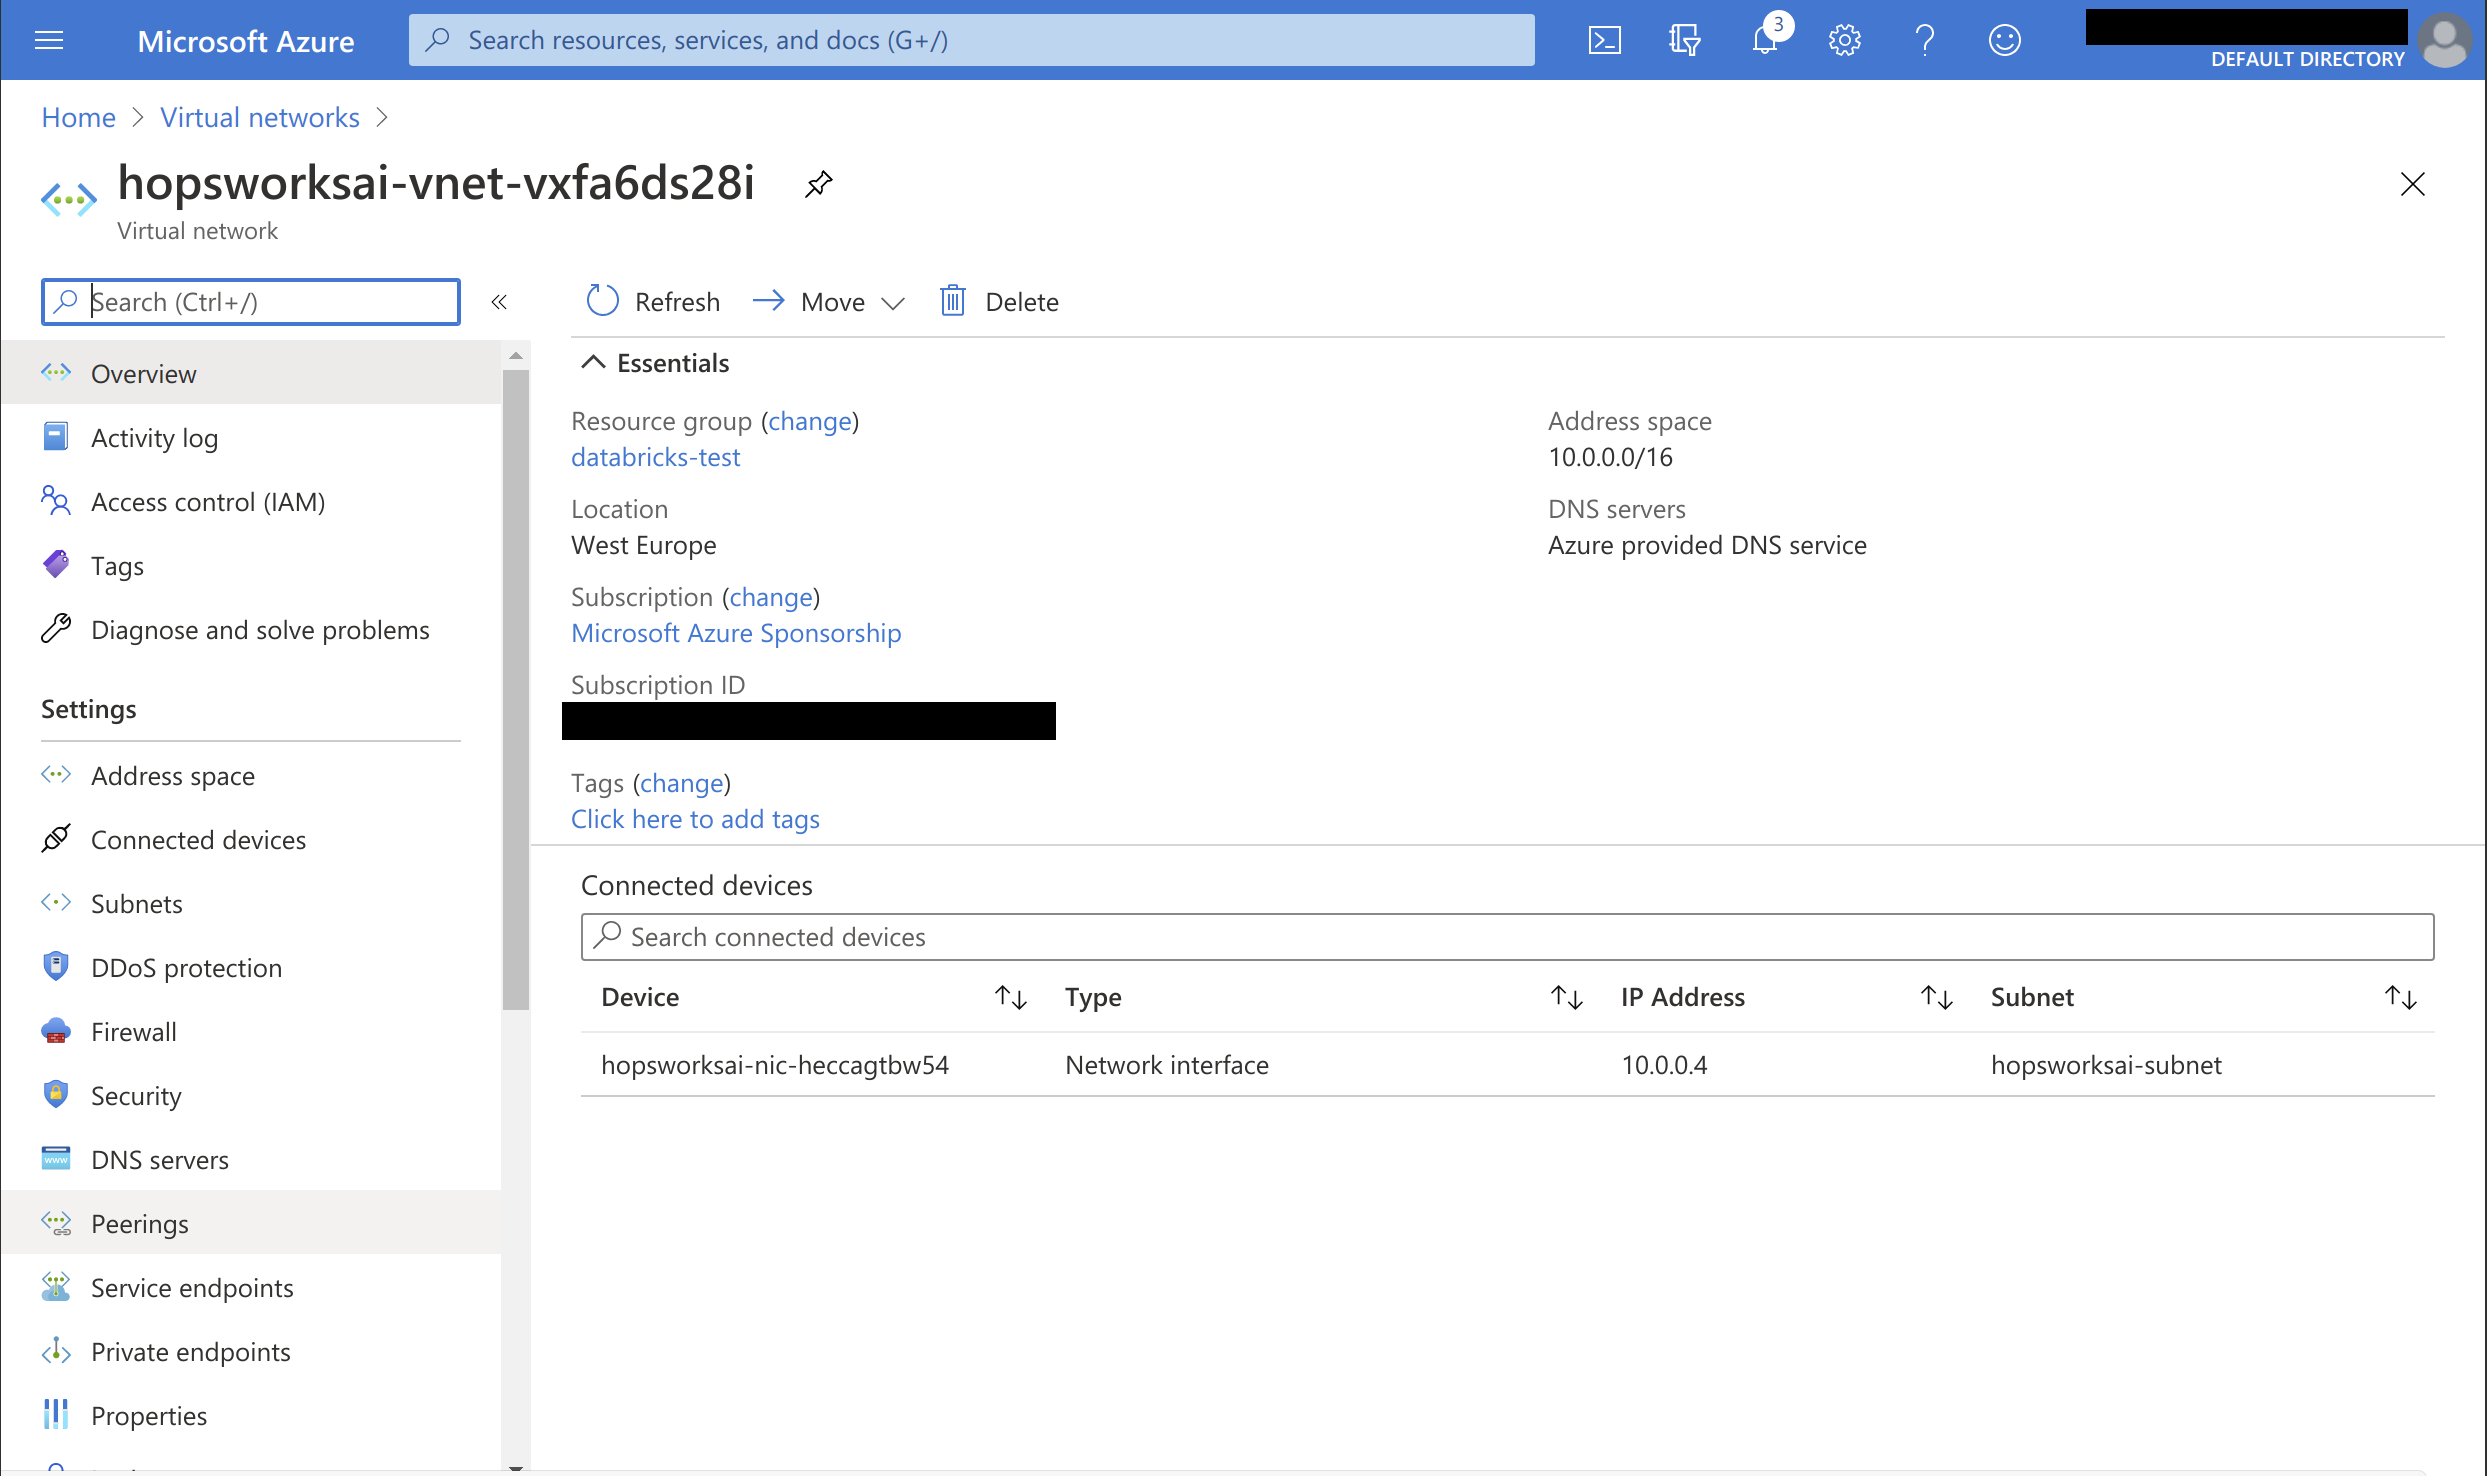 Microsoft Azure
Search resources, services, and docs (G+/)
3
DEFAULT DIRECTORY
Home
Virtual networks
hopsworksai-vnet-vxfa6ds28i
Virtual network
Search (Ctrl+/)
Overview
Activity log
Access control (IAM)
Tags
Diagnose and solve problems
Settings
Address space
Connected devices
Subnets
DDoS protection
Firewall
Security
www
DNS servers
Peerings
Service endpoints
Private endpoints
Properties
Refresh
Move
Delete
Essentials
Resource group (change)
databricks-test
Location
West Europe
Subscription (change)
Microsoft Azure Sponsorship
Subscription ID
Tags (change)
Click here to add tags
Address space
10.0.0.0/16
DNS servers
Azure provided DNS service
Connected devices
Search connected devices
Device Type IP Address Subnet
hopsworksai-nic-heccagtbw54 Network interface 10.0.0.4 hopsworksai-subnet